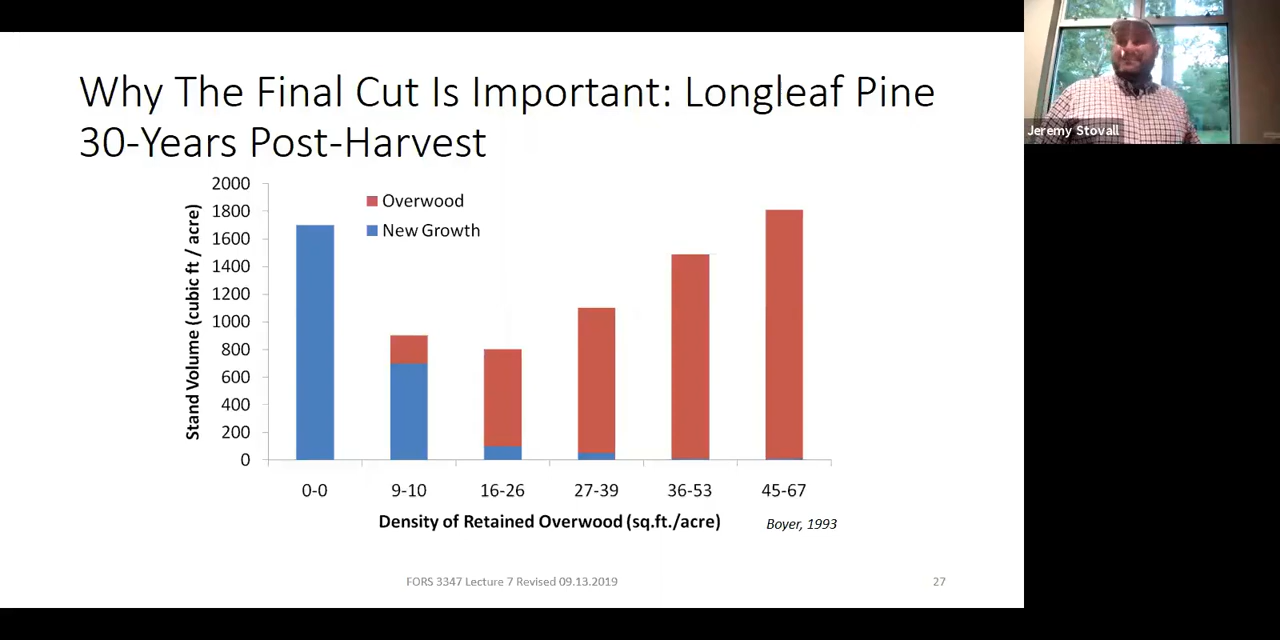 Why The Final Cut Is Important: Longleaf Pine
30-Years Post-Harvest
Jeremy Stovall
Stand Volume (cubic ft / acre)
2000
1800
1600
1400
1200
1000
800
600
400
200
0
Overwood
New Growth
0-0 9-10 16-26 27-39 36-53 45-67
Density of Retained Overwood (sq.ft./acre)
Boyer, 1993
FORS 3347 Lecture 7 Revised 09.13.2019
27